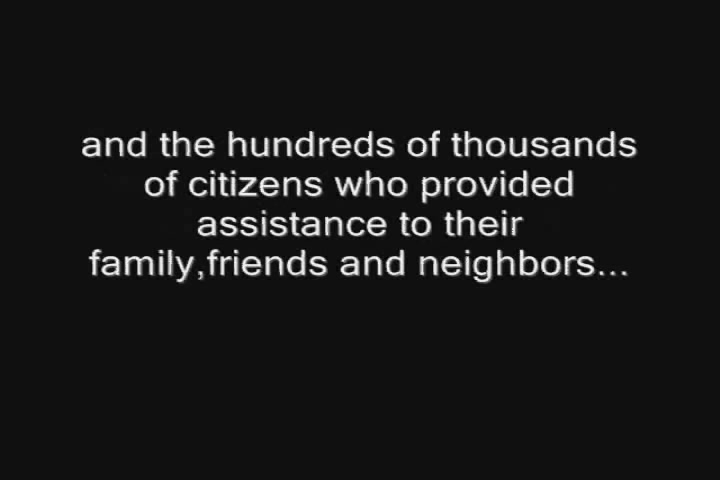 and the hundreds of thousands
of citizens who provided
assistance to their
family,friends and neighbors...